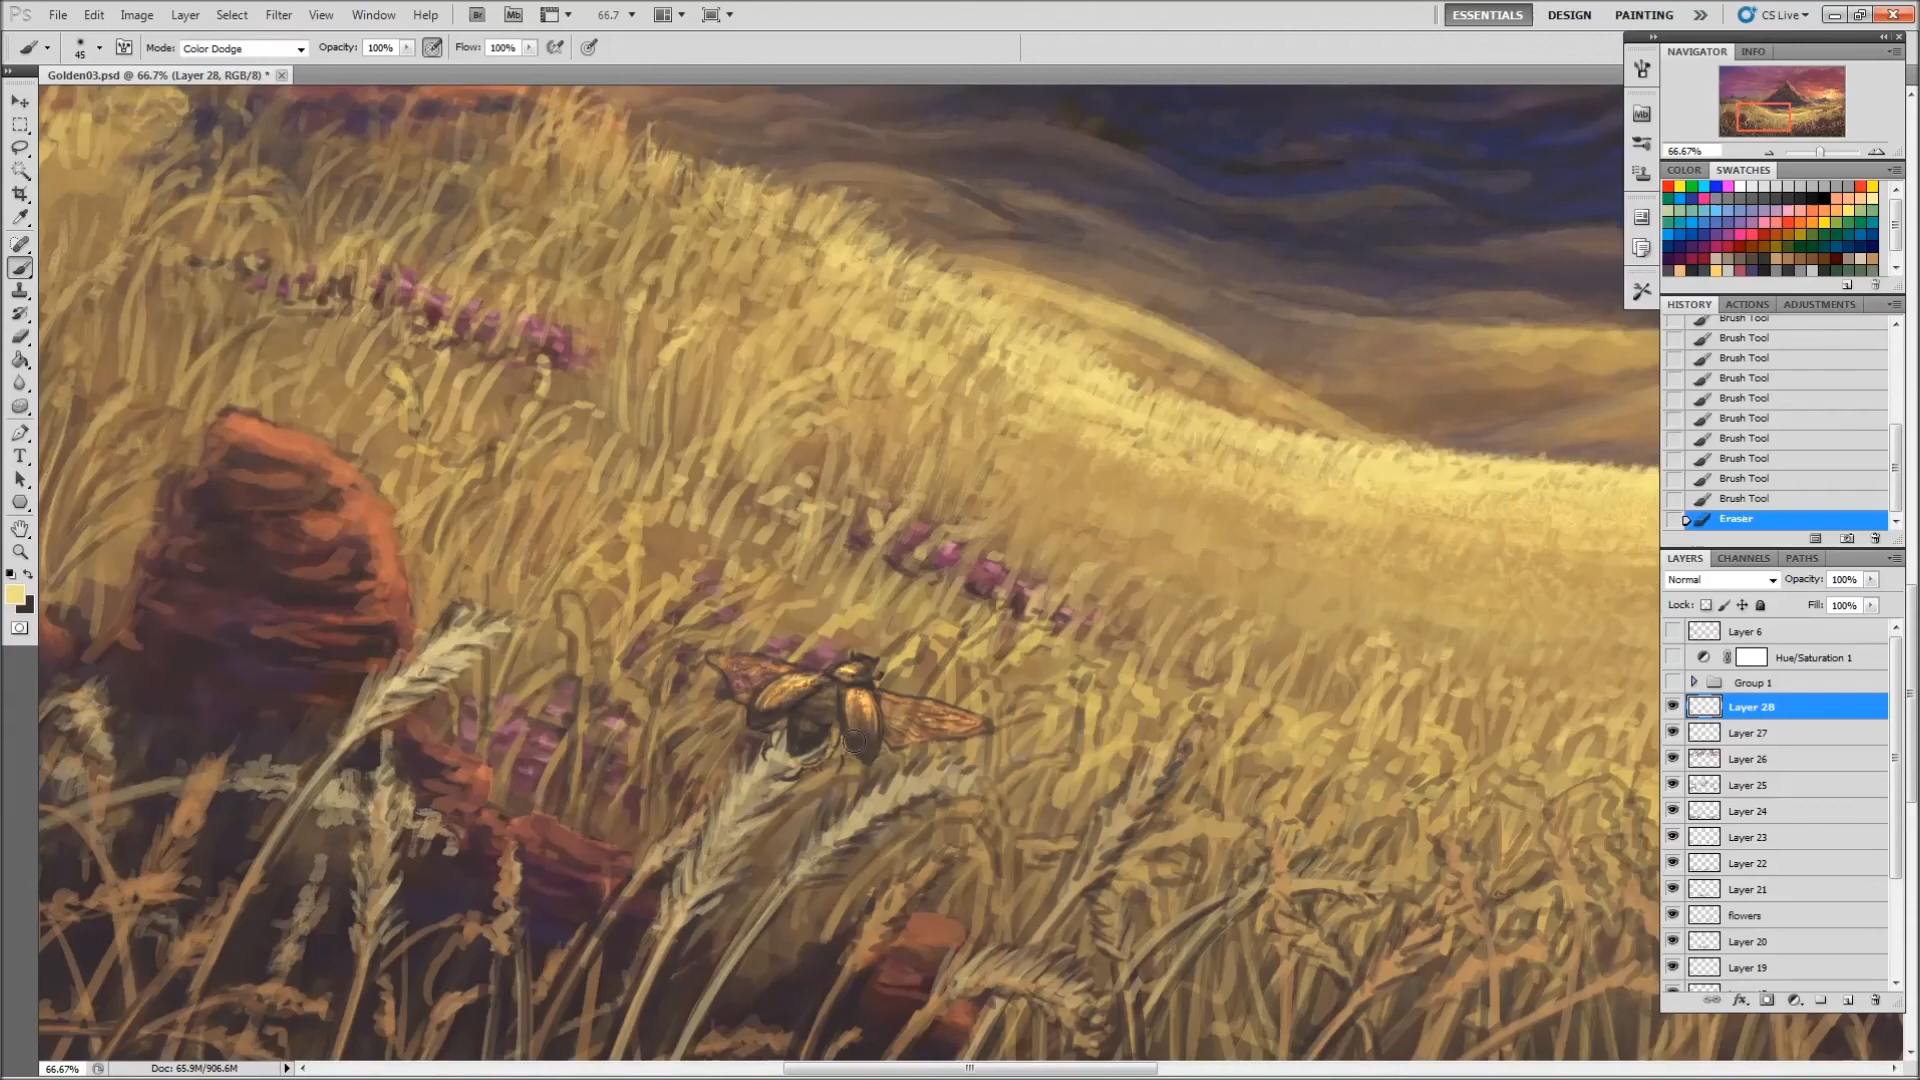 Ps File Edit Image Layer Select Filter View Window Help Br Mb 66.7 ESSENTIALS DESIGN PAINTING CS Live
45 Mode: Color Dodge Opacity: 100% Flow: 100%
Golden03.psd @ 66.7% (Layer 28, RGB/8) *
NAVIGATOR INFO
Mb
66.67%
COLOR SWATCHES
HISTORY ACTIONS ADJUSTMENTS
Brush Tool
Brush Tool
Brush Tool
Brush Tool
Brush Tool
Brush Tool
Brush Tool
Brush Tool
Brush Tool
Brush Tool
Eraser
LAYERS CHANNELS PATHS
Normal Opacity: 100%
Lock: Fill: 100%
Layer 6
Hue/Saturation 1
Group 1
Layer 28
Layer 27
Layer 26
Layer 25
Layer 24
Layer 23
Layer 22
Layer 21
flowers
Layer 20
Layer 19
fx
T
66.67% Doc: 65.9M/906.6M